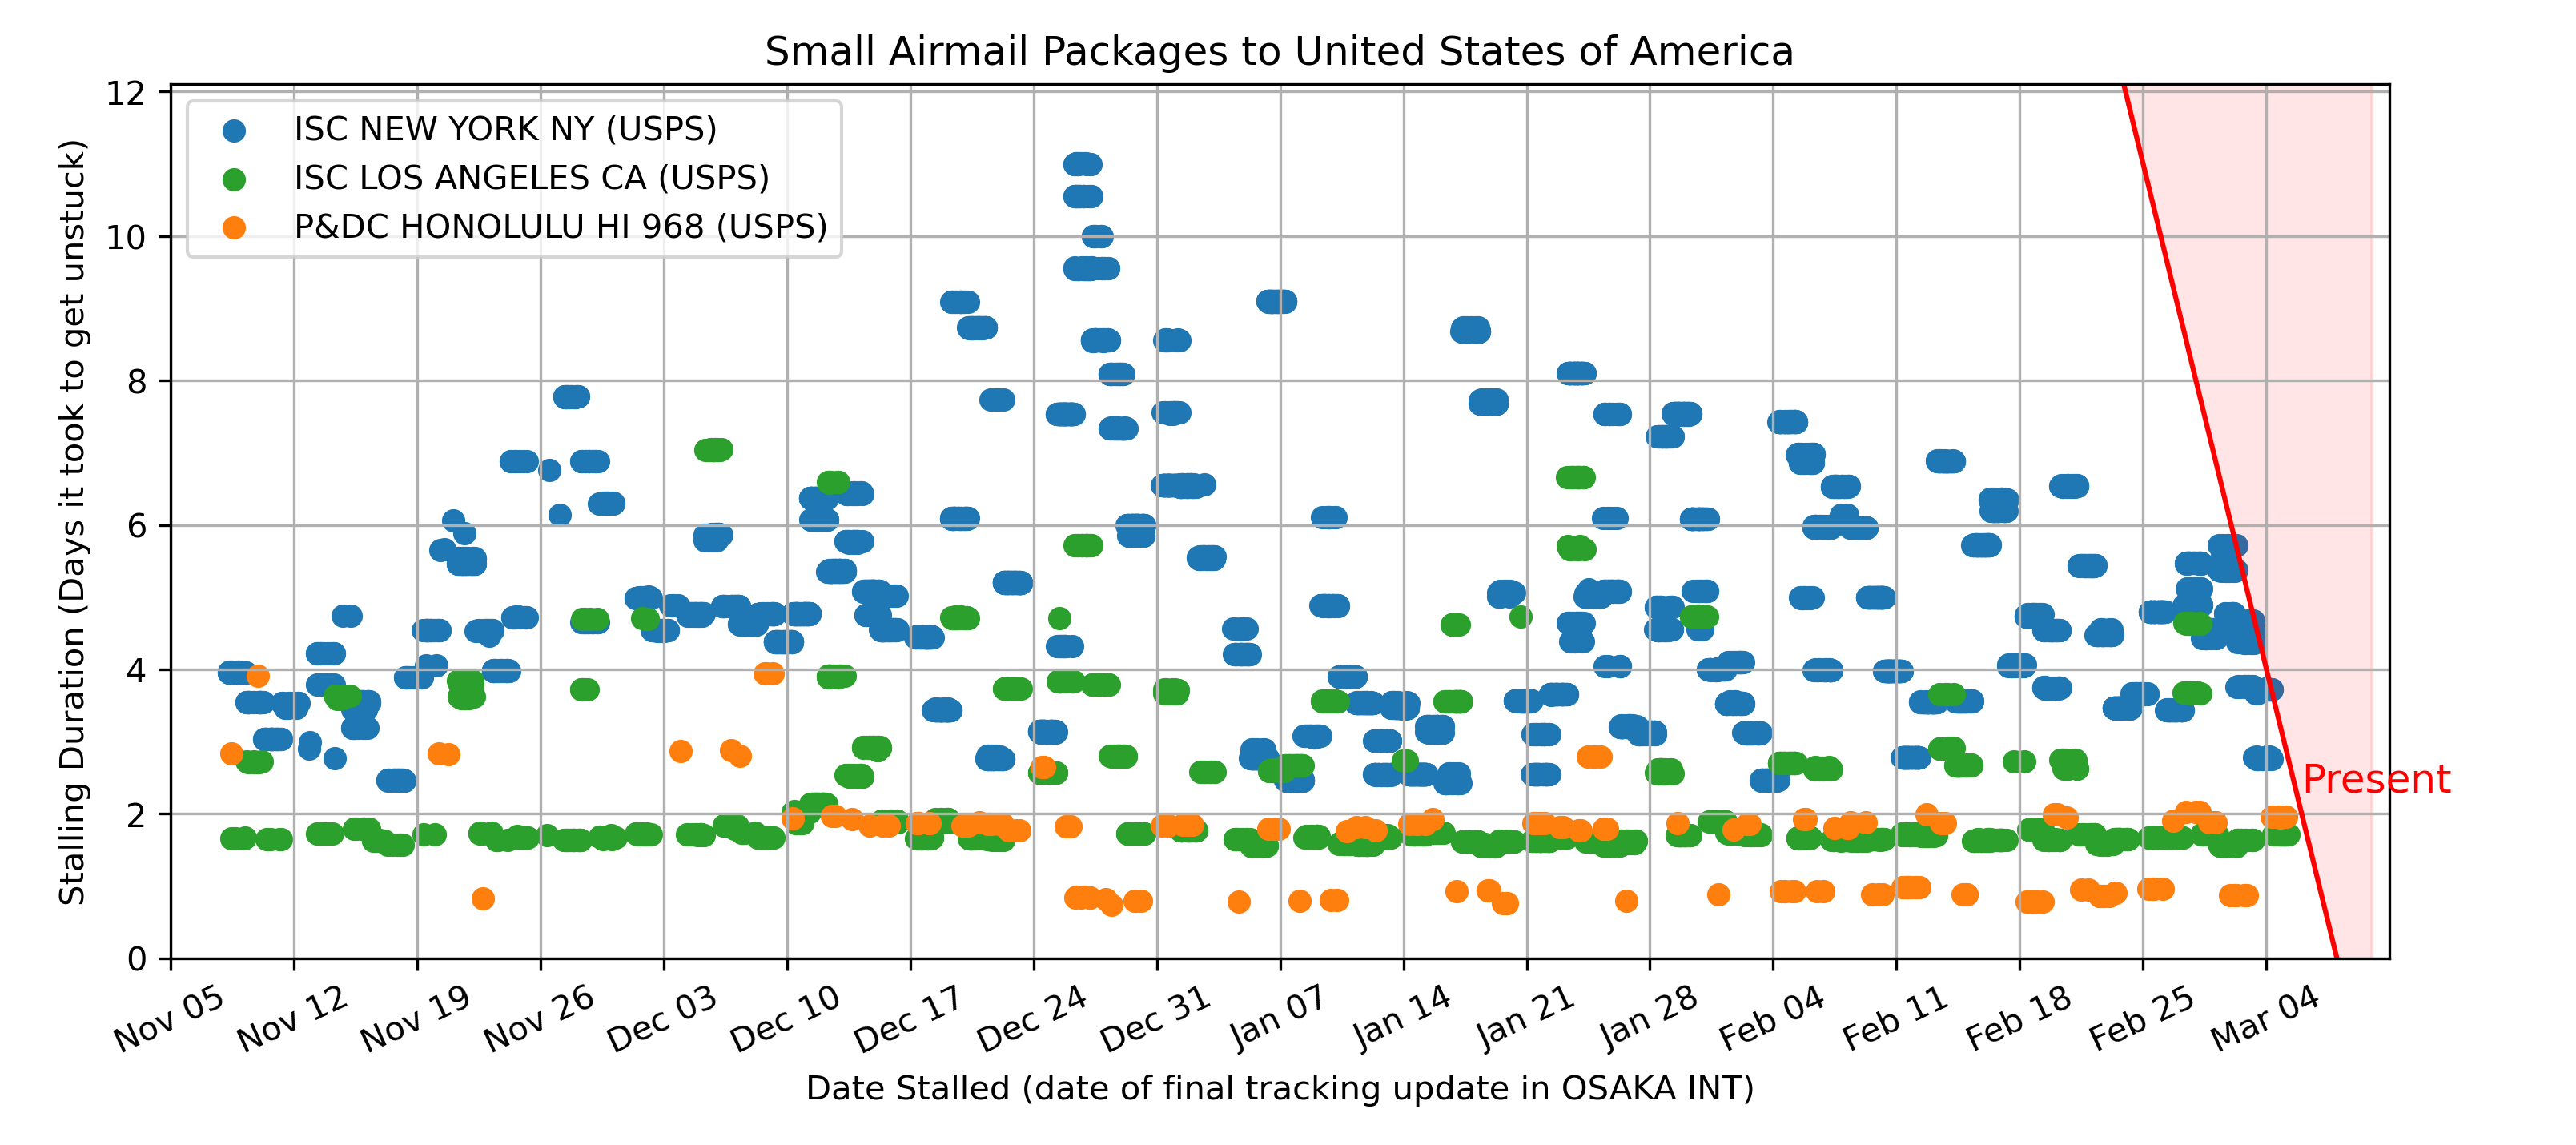 Small Airmail Packages to United States of America
Stalling Duration (Days it took to get unstuck)
12
10
8
6
4
2
0
ISC NEW YORK NY (USPS)
ISC LOS ANGELES CA (USPS)
P&DC HONOLULU HI 968 (USPS)
Present
Nov 05 Nov 12 Nov 19 Nov 26 Dec 03 Dec 10 Dec 17 Dec 24 Dec 31 Jan 07 Jan 14 Jan 21 Jan 28 Feb 04 Feb 11 Feb 18 Feb 25 Mar 04
Date Stalled (date of final tracking update in OSAKA INT)